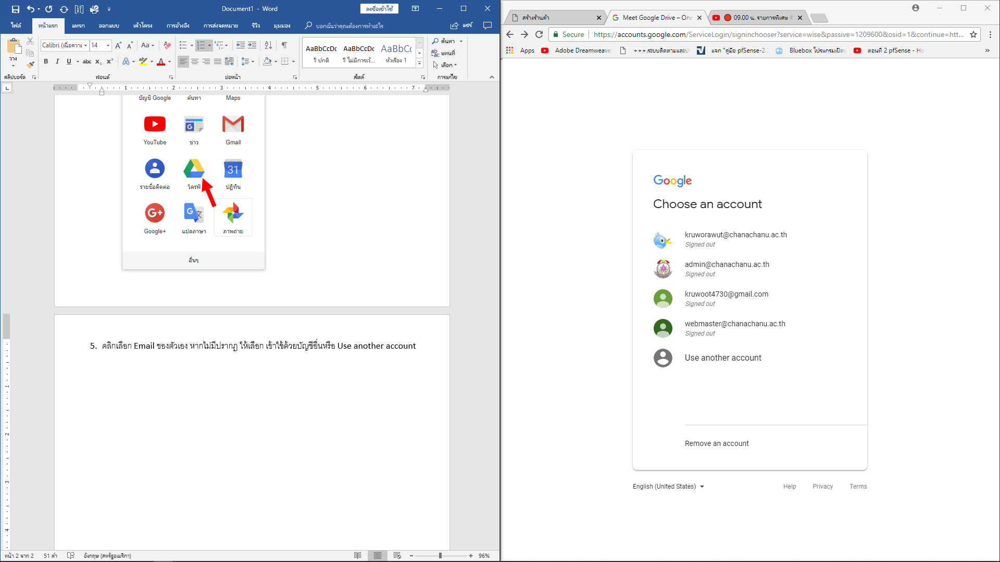 Document1 - Word
ลงชื่อเข้าใช้
ไฟล์ หน้าแรก แทรก ออกแบบ เค้าโครง การอ้างอิง การส่งจดหมาย รีวิว มุมมอง บอกฉันว่าคุณต้องการทำอะไร แชร์
วาง
Calibri (เนื้อความ 14
Aa
B I U abc x₂ x² A ab A
AaBbCcDc AaBbCcDc AaBbCc
¶ ปกติ ¶ ไม่มีการเว้... หัวเรื่อง 1
ค้นหา
แทนที่
เลือก
คลิปบอร์ด ฟอนต์ ย่อหน้า สไตล์ การแก้ไข
1 2 3 4 5 6 7
บัญชี Google ค้นหา Maps
YouTube ข่าว Gmail
31
รายชื่อติดต่อ ไดรฟ์ ปฏิทิน
G+
Google+ แปลภาษา ภาพถ่าย
อื่นๆ
5. คลิกเลือก Email ของตัวเอง หากไม่มีปรากฏ ให้เลือก เข้าใช้ด้วยบัญชีอื่นหรือ Use another account
1
2
3
4
หน้า 2 จาก 2 51 คำ อังกฤษ (สหรัฐอเมริกา) 96%
สร้างร้านค้า Meet Google Drive – One 09.00 น. รายการพิเศษ
Secure https://accounts.google.com/ServiceLogin/signinchooser?service=wise&passive=1209600&osid=1&continue=htt...
Apps Adobe Dreamweave +++.ระบบติดตามและ แจก "คู่มือ pfSense-2. Bluebox โปรแกรมเปิด ตอนที่ 2 pfSense - Ho »
Google
Choose an account
kruworawut@chanachanu.ac.th
Signed out
admin@chanachanu.ac.th
Signed out
kruwoot4730@gmail.com
Signed out
webmaster@chanachanu.ac.th
Signed out
Use another account
Remove an account
English (United States) Help Privacy Terms